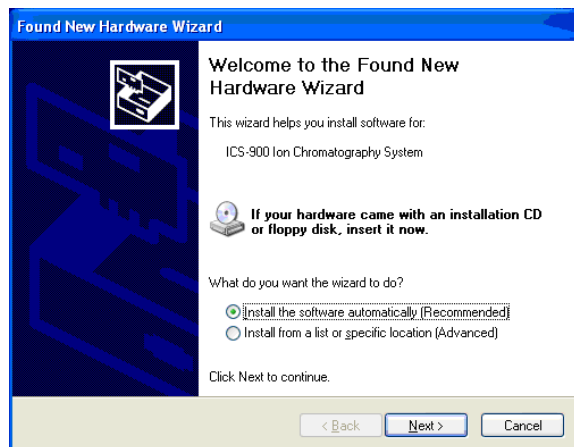 Found New Hardware Wizard
Welcome to the Found New
Hardware Wizard
This wizard helps you install software for:
ICS-900 Ion Chromatography System
If your hardware came with an installation CD
or floppy disk, insert it now.
What do you want the wizard to do?
Install the software automatically (Recommended)
Install from a list or specific location (Advanced)
Click Next to continue.
< Back Next > Cancel